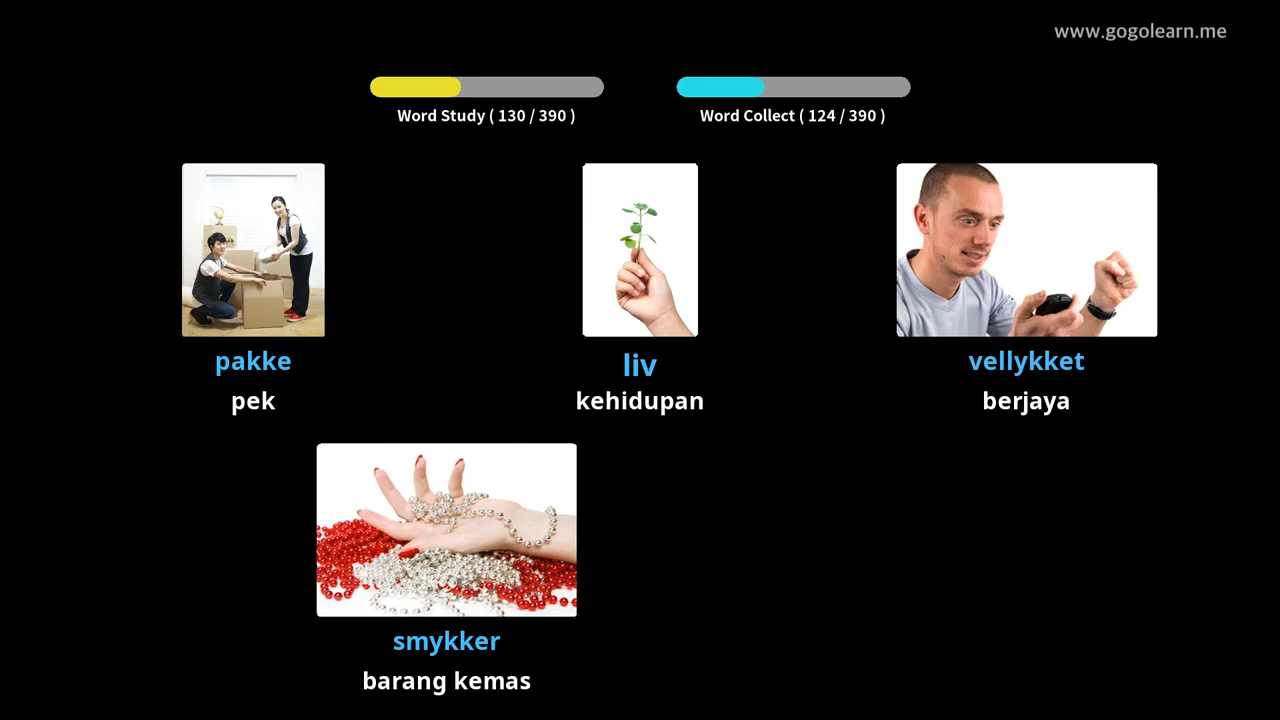 www.gogolearn.me
Word Study ( 130 / 390 )
Word Collect ( 124 / 390 )
pakke
pek
liv
kehidupan
vellykket
berjaya
smykker
barang kemas